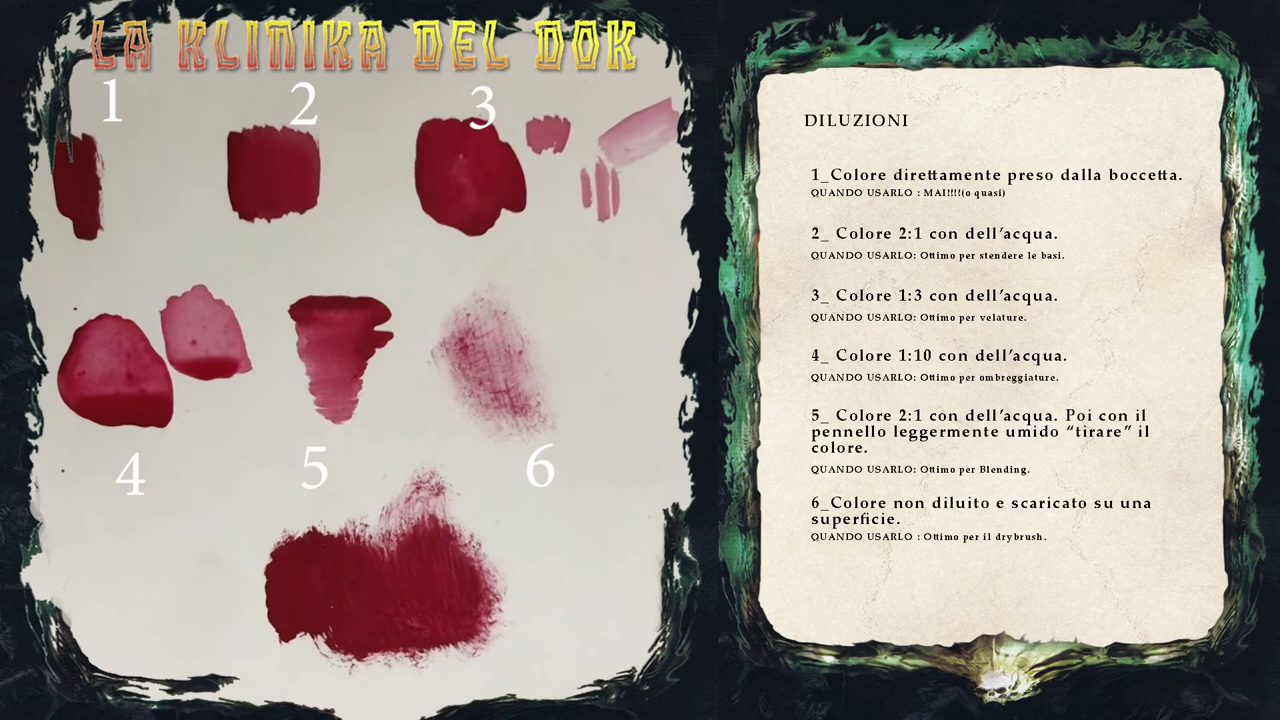 LA KLINIKA DEL DOK
1
2
3
4
5
6
DILUZIONI
1_Colore direttamente preso dalla boccetta.
QUANDO USARLO : MAI!!!!(o quasi)
2_ Colore 2:1 con dell’acqua.
QUANDO USARLO: Ottimo per stendere le basi.
3_ Colore 1:3 con dell’acqua.
QUANDO USARLO: Ottimo per velature.
4_ Colore 1:10 con dell’acqua.
QUANDO USARLO: Ottimo per ombreggiature.
5_ Colore 2:1 con dell’acqua. Poi con il
pennello leggermente umido “tirare” il
colore.
QUANDO USARLO: Ottimo per Blending.
6_Colore non diluito e scaricato su una
superficie.
QUANDO USARLO : Ottimo per il drybrush.